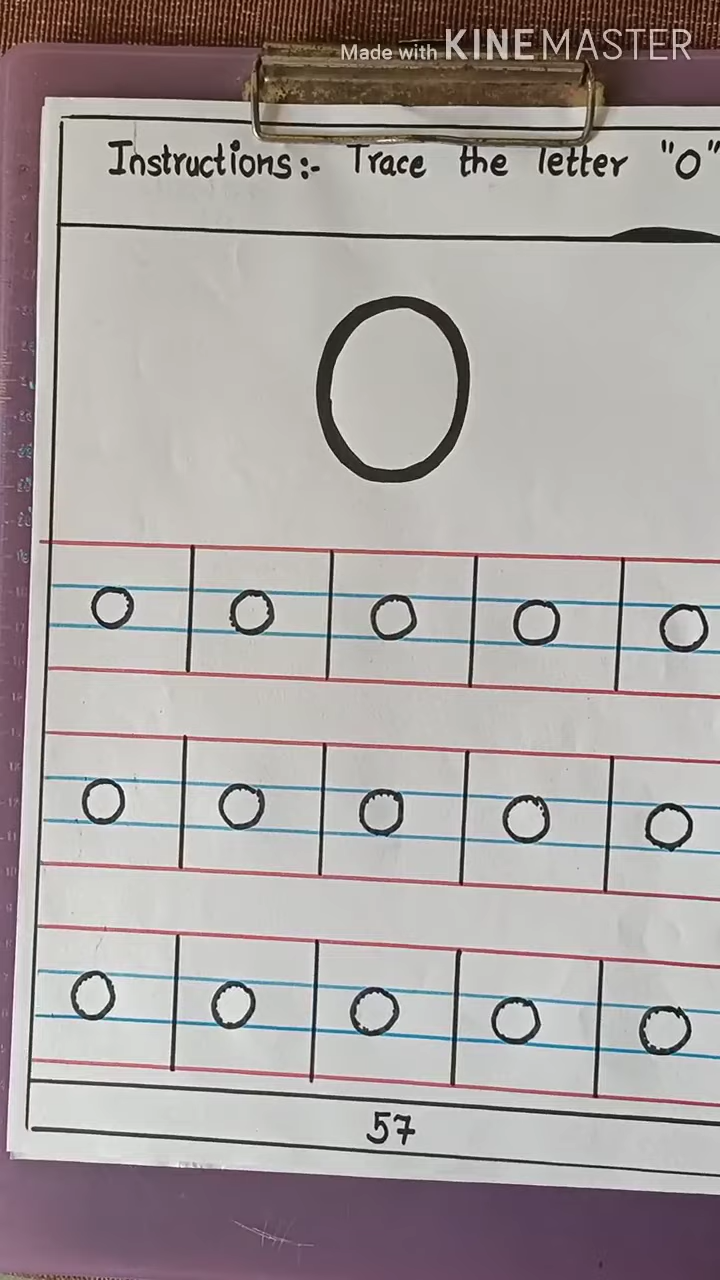 Made with KINEMASTER
Instructions:- Trace the letter "o"
O
o o o o o
o o o o o
o o o o o
57